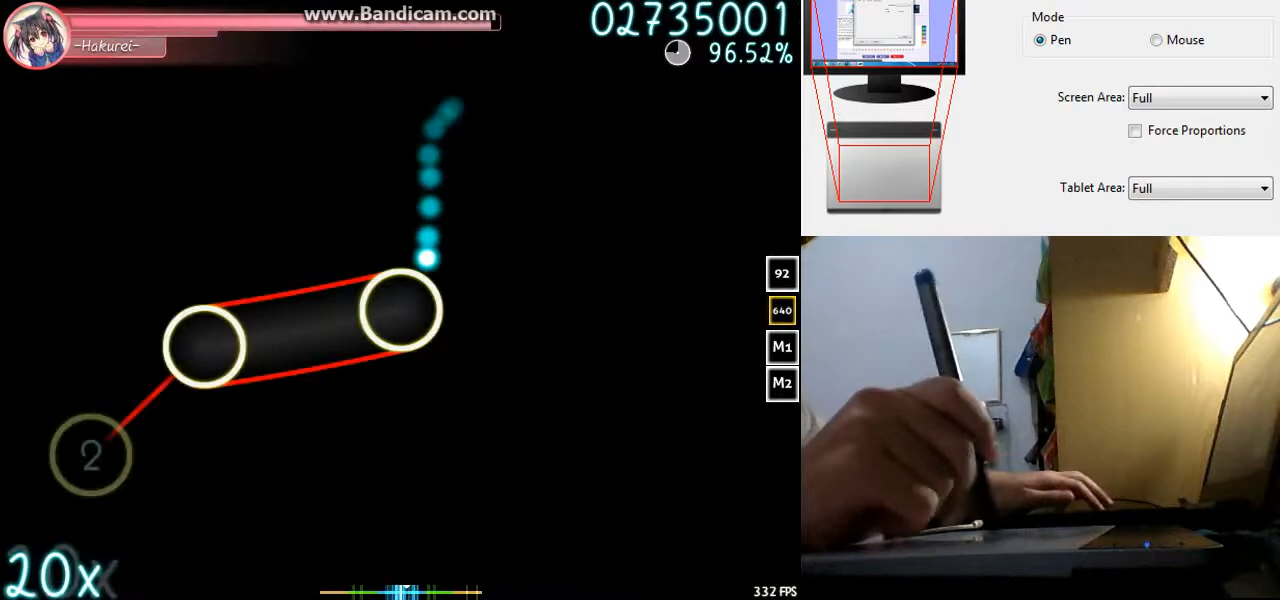 www.Bandicam.com
02735001
-Hakurei-
96.52%
Mode
Pen
Mouse
Screen Area:
Full
Force Proportions
Tablet Area:
Full
92
640
M1
M2
2
20x
332 FPS